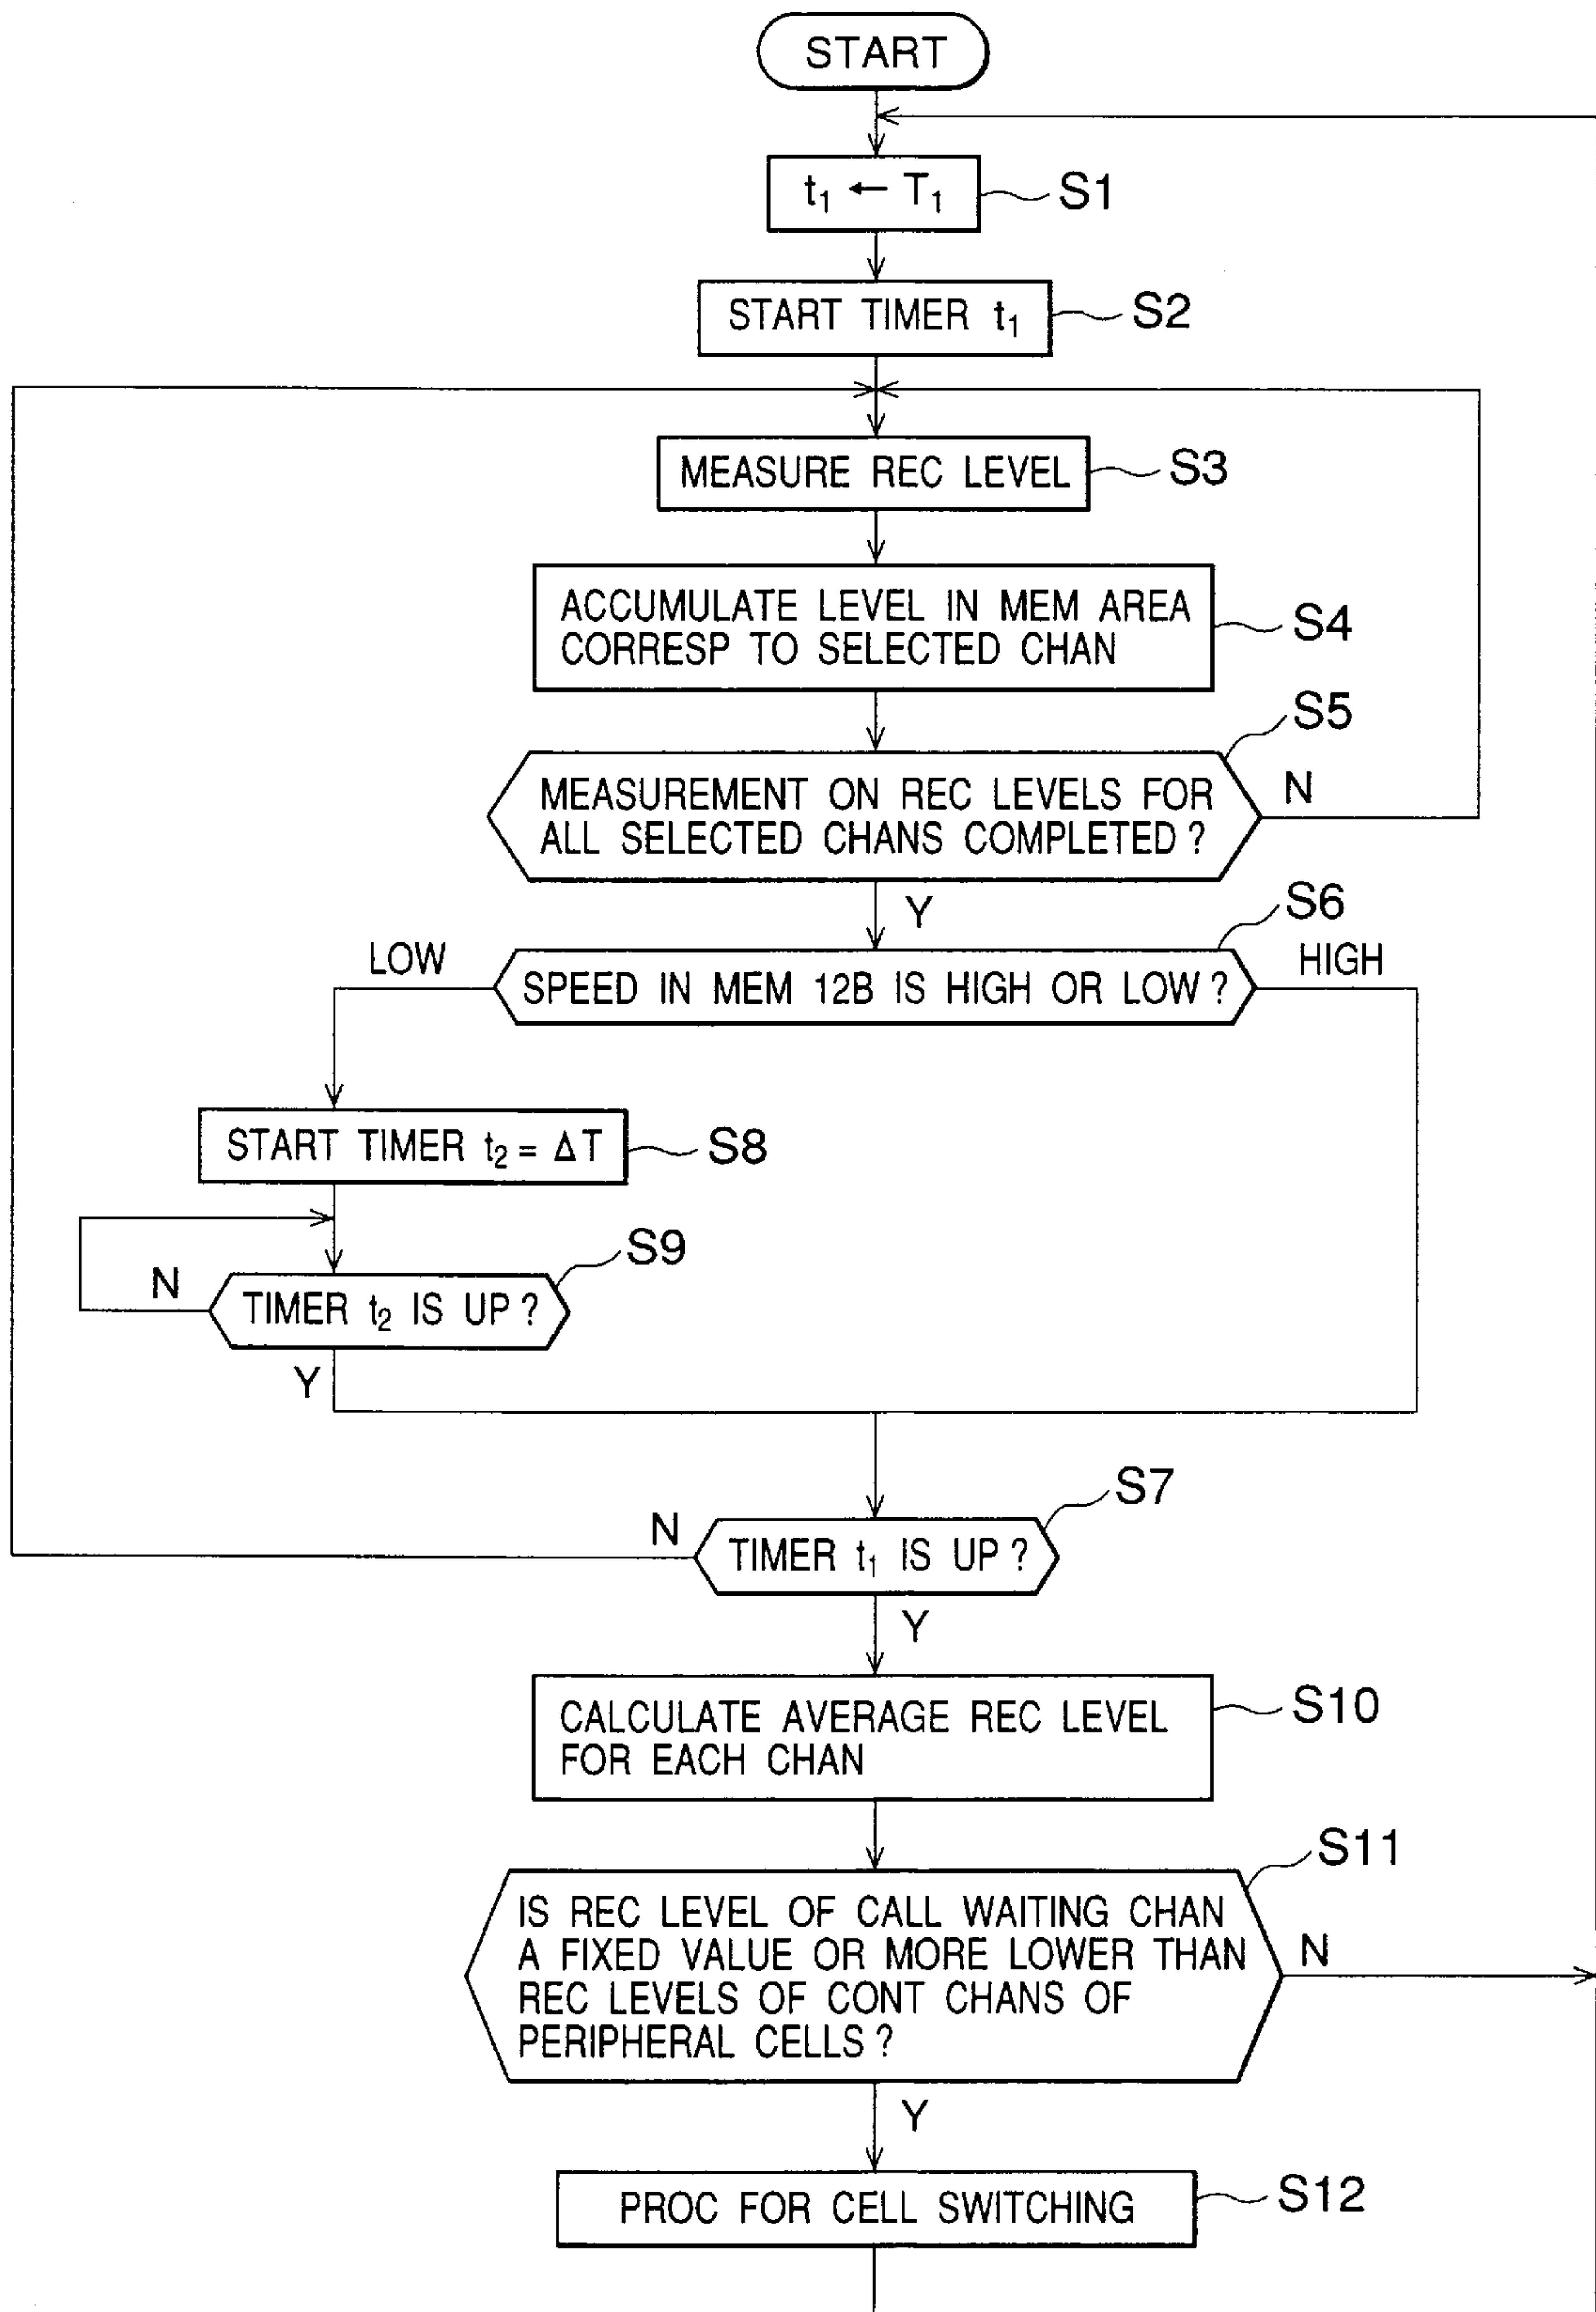 START
t₁ ← T₁
S1
START TIMER t₁
S2
MEASURE REC LEVEL
S3
ACCUMULATE LEVEL IN MEM AREA
CORRESP TO SELECTED CHAN
S4
S5
MEASUREMENT ON REC LEVELS FOR
ALL SELECTED CHANS COMPLETED ?
N
Y
S6
LOW
SPEED IN MEM 12B IS HIGH OR LOW ?
HIGH
START TIMER t₂ = ΔT
S8
S9
N
TIMER t₂ IS UP ?
Y
S7
N
TIMER t₁ IS UP ?
Y
CALCULATE AVERAGE REC LEVEL
FOR EACH CHAN
S10
S11
IS REC LEVEL OF CALL WAITING CHAN
A FIXED VALUE OR MORE LOWER THAN
REC LEVELS OF CONT CHANS OF
PERIPHERAL CELLS ?
N
Y
PROC FOR CELL SWITCHING
S12